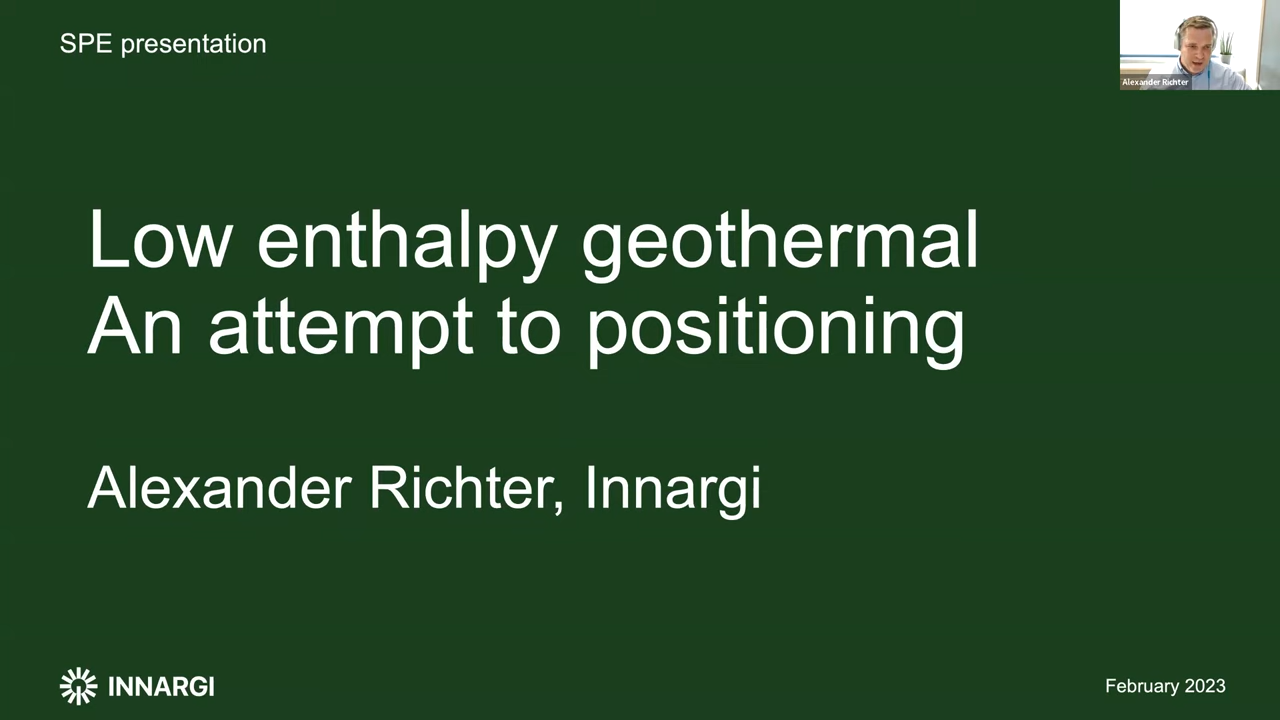 SPE presentation
Alexander Richter
Low enthalpy geothermal
An attempt to positioning
Alexander Richter, Innargi
INNARGI
February 2023